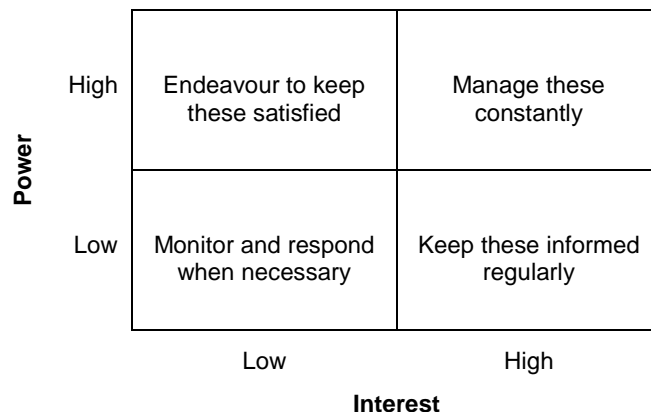 High
Endeavour to keep
these satisfied
Manage these
constantly
Power
Low
Monitor and respond
when necessary
Keep these informed
regularly
Low
High
Interest